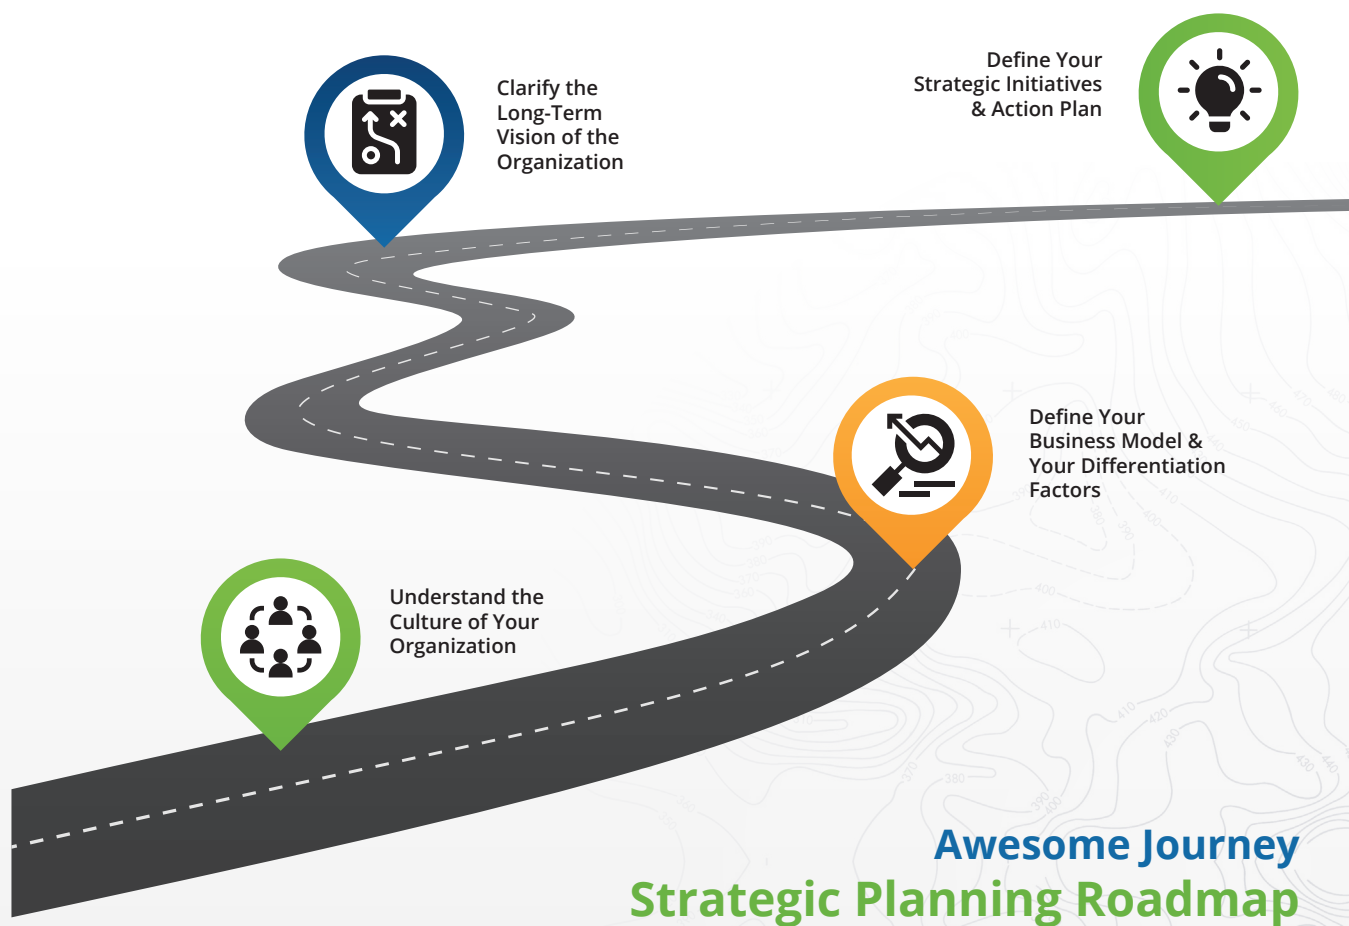 Clarify the
Long-Term
Vision of the
Organization
Define Your
Strategic Initiatives
& Action Plan
Define Your
Business Model &
Your Differentiation
Factors
Understand the
Culture of Your
Organization
Awesome Journey
Strategic Planning Roadmap